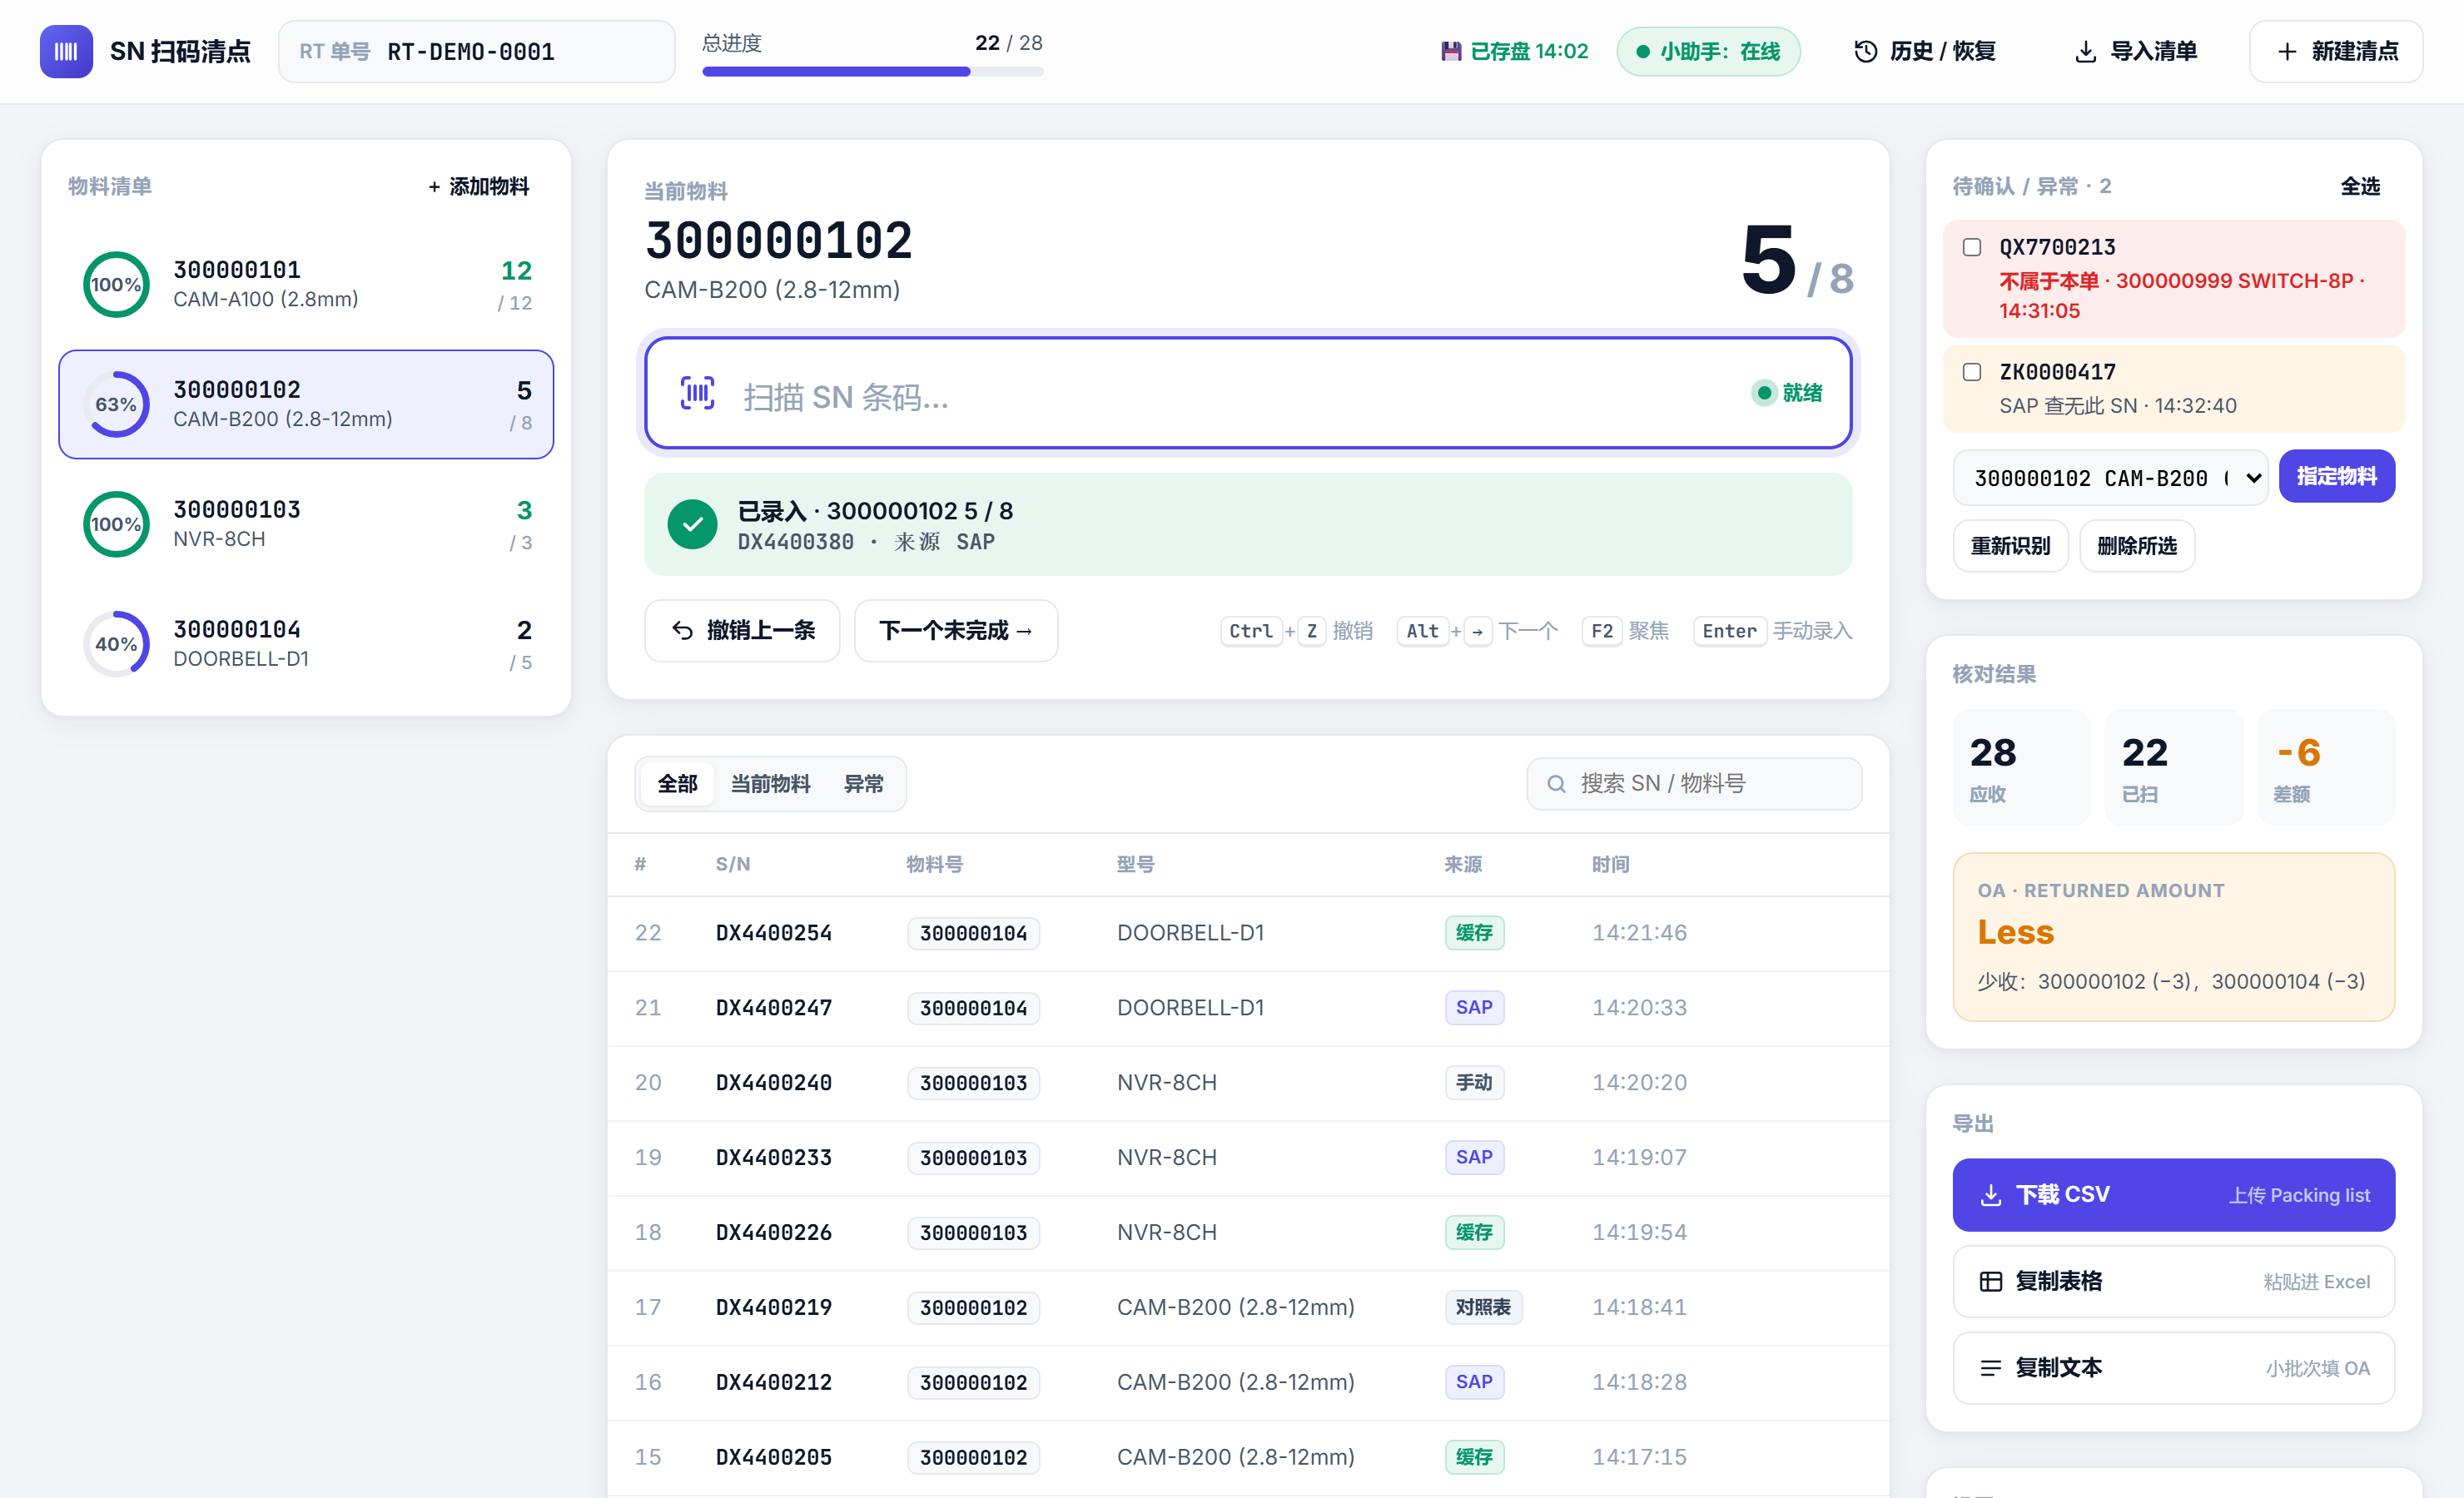 SN 扫码清点
RT 单号 RT-DEMO-0001
总进度 22 / 28
已存盘 14:02
小助手：在线
历史 / 恢复
导入清单
+ 新建清点
物料清单
+ 添加物料
100% 300000101 12
CAM-A100 (2.8mm) / 12
63% 300000102 5
CAM-B200 (2.8-12mm) / 8
100% 300000103 3
NVR-8CH / 3
40% 300000104 2
DOORBELL-D1 / 5
当前物料
300000102
CAM-B200 (2.8-12mm)
5 / 8
扫描 SN 条码...
就绪
已录入 · 300000102 5 / 8
DX4400380 · 来源 SAP
撤销上一条
下一个未完成 →
Ctrl + Z 撤销 Alt + → 下一个 F2 聚焦 Enter 手动录入
全部 当前物料 异常
搜索 SN / 物料号
# S/N 物料号 型号 来源 时间
22 DX4400254 300000104 DOORBELL-D1 缓存 14:21:46
21 DX4400247 300000104 DOORBELL-D1 SAP 14:20:33
20 DX4400240 300000103 NVR-8CH 手动 14:20:20
19 DX4400233 300000103 NVR-8CH SAP 14:19:07
18 DX4400226 300000103 NVR-8CH 缓存 14:19:54
17 DX4400219 300000102 CAM-B200 (2.8-12mm) 对照表 14:18:41
16 DX4400212 300000102 CAM-B200 (2.8-12mm) SAP 14:18:28
15 DX4400205 300000102 CAM-B200 (2.8-12mm) 缓存 14:17:15
待确认 / 异常 · 2
全选
QX7700213
不属于本单 · 300000999 SWITCH-8P ·
14:31:05
ZK0000417
SAP 查无此 SN · 14:32:40
300000102 CAM-B200 (
指定物料
重新识别
删除所选
核对结果
28 22 -6
应收 已扫 差额
OA · RETURNED AMOUNT
Less
少收：300000102 (−3)，300000104 (−3)
导出
下载 CSV 上传 Packing list
复制表格 粘贴进 Excel
复制文本 小批次填 OA